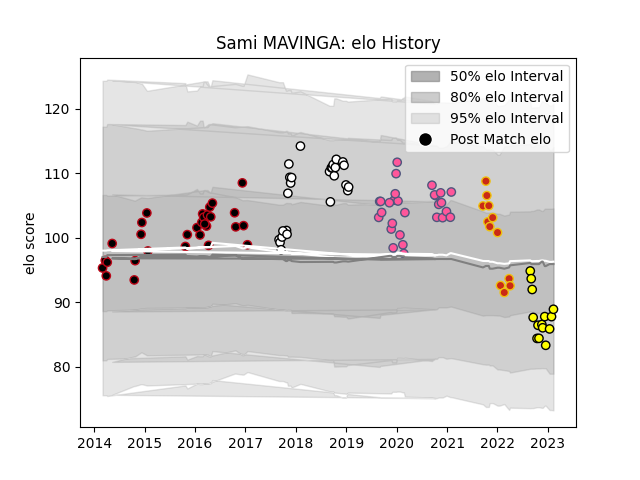 Sami MAVINGA: elo History
50% elo Interval
80% elo Interval
95% elo Interval
Post Match elo
elo score
120
110
100
90
80
2014 2015 2016 2017 2018 2019 2020 2021 2022 2023